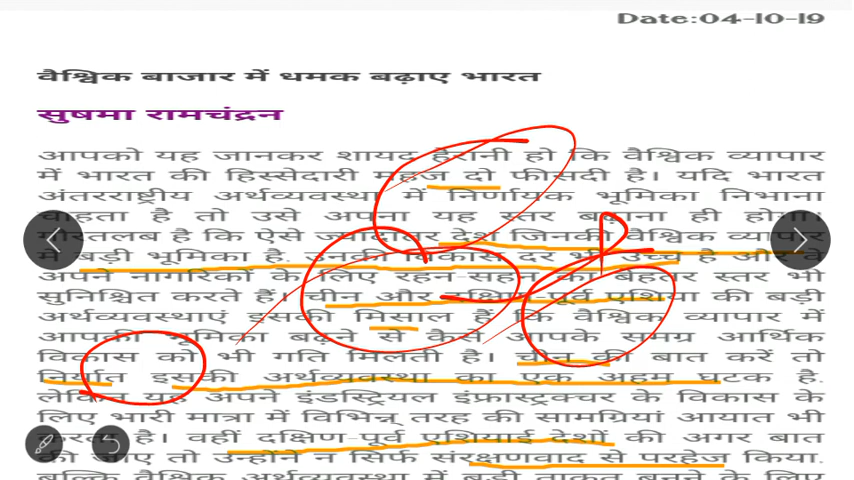 Date:04-10-19
वैश्विक बाजार में धमक बढ़ाए भारत
सुषमा रामचंद्रन
आपको यह जानकर शायद हैरानी हो कि वैश्विक व्यापार
में भारत की हिस्सेदारी महज दो फीसदी है। यदि भारत
अंतरराष्ट्रीय अर्थव्यवस्था में निर्णायक भूमिका निभाना
चाहता है तो उसे अपना यह स्तर बढ़ाना ही होगा।
गौरतलब है कि ऐसे ज्यादातर देश जिनकी वैश्विक व्यापार
में बड़ी भूमिका है. उनकी विकास दर भी उच्च है और वे
अपने नागरिकों के लिए रहन-सहन का बेहतर स्तर भी
सुनिश्चित करते हैं। चीन और दक्षिण-पूर्व एशिया की बड़ी
अर्थव्यवस्थाएं इसकी मिसाल हैं कि वैश्विक व्यापार में
आपकी भूमिका बढ़ने से कैसे आपके समग्र आर्थिक
विकास को भी गति मिलती है। चीन की बात करें तो
निर्यात इसकी अर्थव्यवस्था का एक अहम घटक है.
लेकिन यह अपने इंडस्ट्रियल इंफ्रास्ट्रक्चर के विकास के
लिए भारी मात्रा में विभिन्न् तरह की सामग्रियां आयात भी
करता है। वहीं दक्षिण-पूर्व एशियाई देशों की अगर बात
की जाए तो उन्होंने न सिर्फ संरक्षणवाद से परहेज किया.
बल्कि वैश्विक अर्थव्यवस्था में बड़ी ताकत बनने के लिए